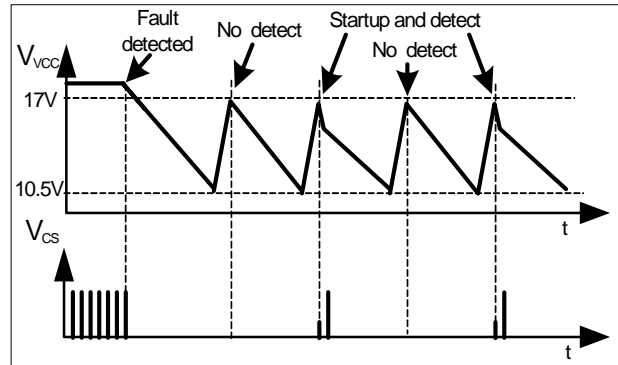 Fault
detected
No detect
Startup and detect
No detect
VVCC
17V
10.5V
t
VCS
t